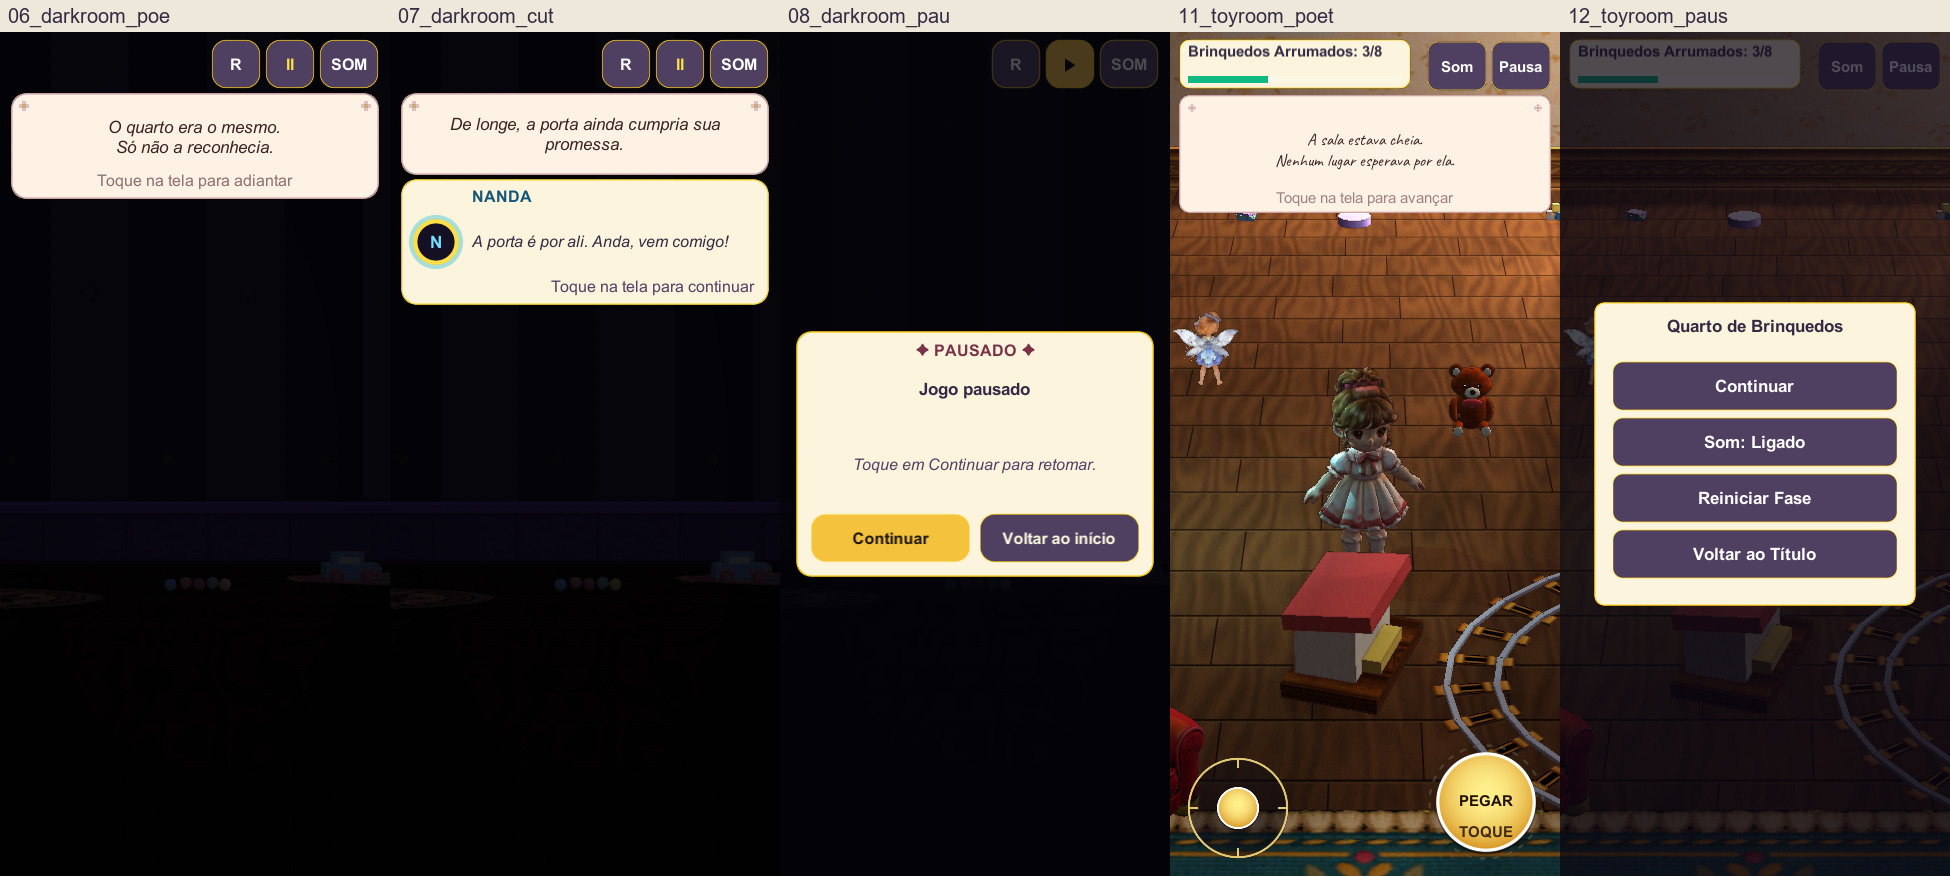 06_darkroom_poe
R II SOM
O quarto era o mesmo.
Só não a reconhecia.
Toque na tela para adiantar
07_darkroom_cut
R II SOM
De longe, a porta ainda cumpria sua
promessa.
NANDA
N
A porta é por ali. Anda, vem comigo!
Toque na tela para continuar
08_darkroom_pau
R SOM
PAUSADO
Jogo pausado
Toque em Continuar para retomar.
Continuar
Voltar ao início
11_toyroom_poet
Brinquedos Arrumados: 3/8
Som
Pausa
A sala estava cheia.
Nenhum lugar esperava por ela.
Toque na tela para avançar
PEGAR
TOQUE
12_toyroom_paus
Brinquedos Arrumados: 3/8
Som
Pausa
Quarto de Brinquedos
Continuar
Som: Ligado
Reiniciar Fase
Voltar ao Título